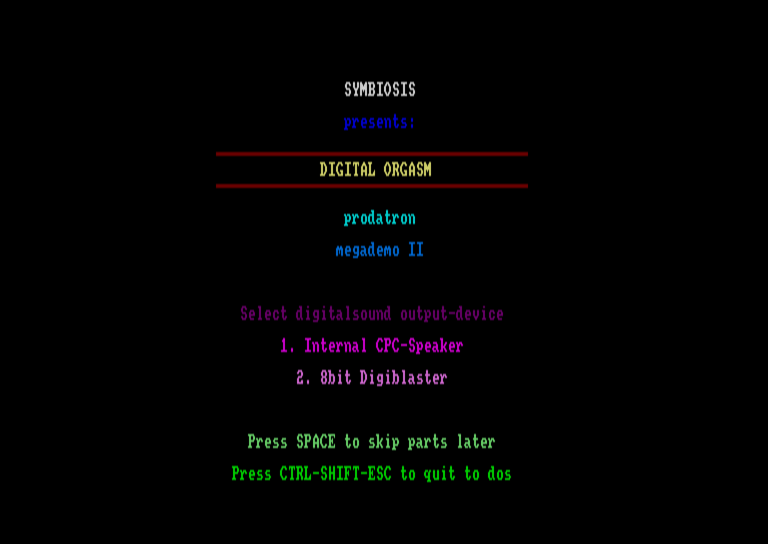 SYMBIOSIS
presents:
DIGITAL ORGASM
prodatron
megademo II
Select digitalsound output-device
1. Internal CPC-Speaker
2. 8bit Digiblaster
Press SPACE to skip parts later
Press CTRL-SHIFT-ESC to quit to dos